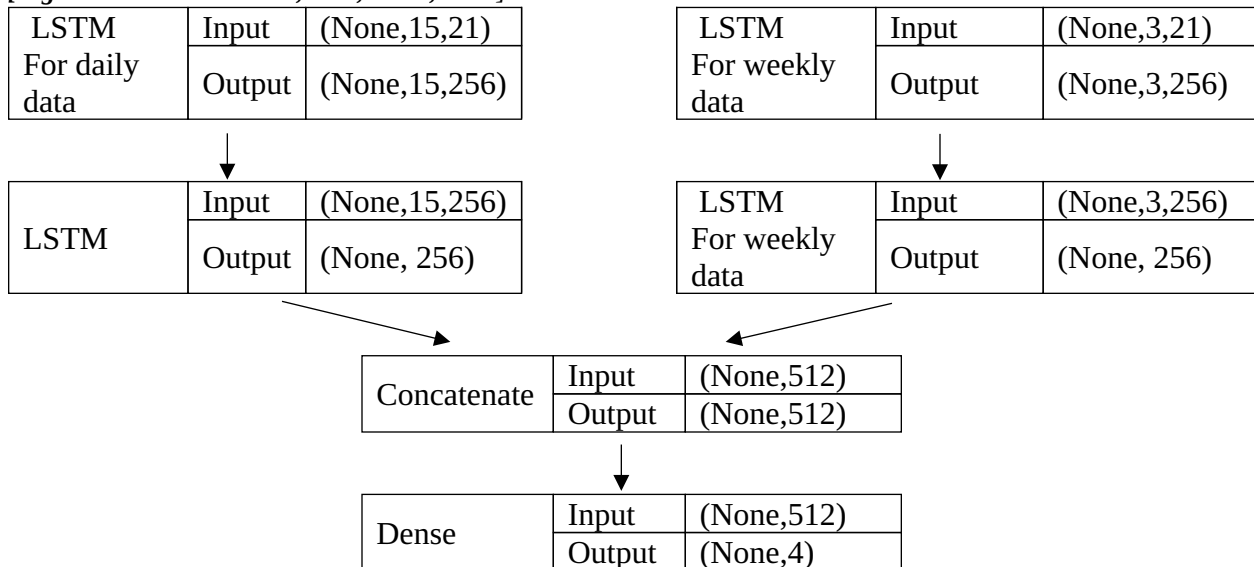 LSTM For daily data
Input (None,15,21)
Output (None,15,256)
LSTM For weekly data
Input (None,3,21)
Output (None,3,256)
LSTM
Input (None,15,256)
Output (None, 256)
LSTM For weekly data
Input (None,3,256)
Output (None, 256)
Concatenate
Input (None,512)
Output (None,512)
Dense
Input (None,512)
Output (None,4)